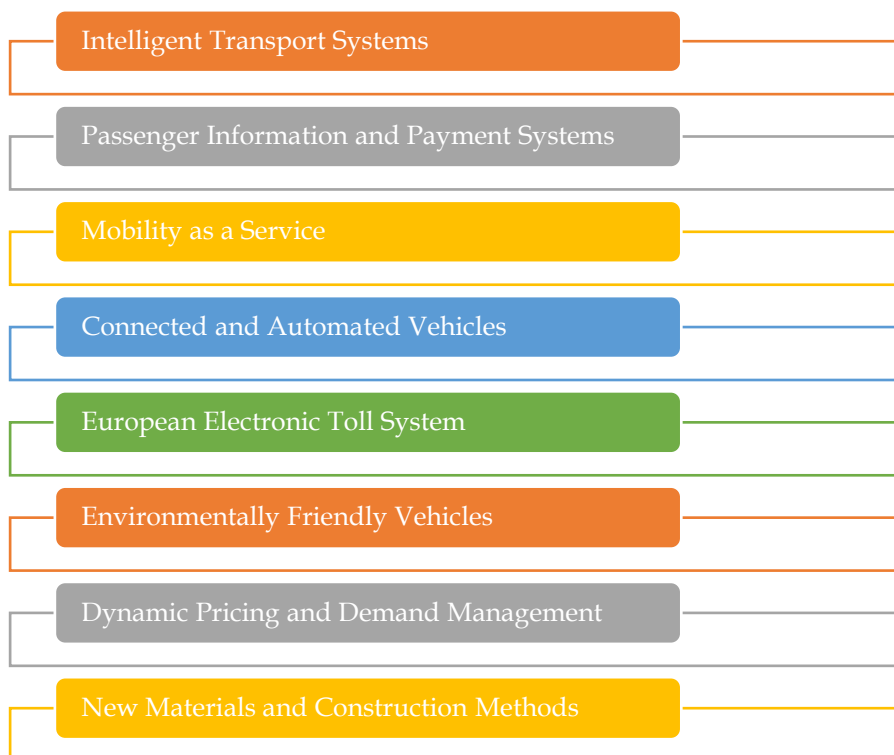 Intelligent Transport Systems
Passenger Information and Payment Systems
Mobility as a Service
Connected and Automated Vehicles
European Electronic Toll System
Environmentally Friendly Vehicles
Dynamic Pricing and Demand Management
New Materials and Construction Methods